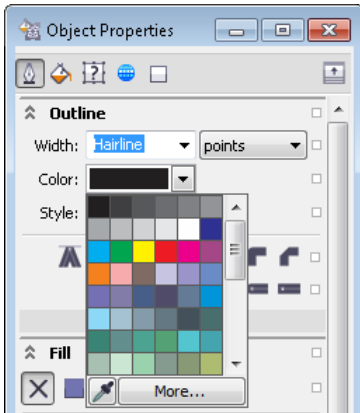 Object Properties
Outline
Width: Hairline points
Color:
Style:
Fill
More...